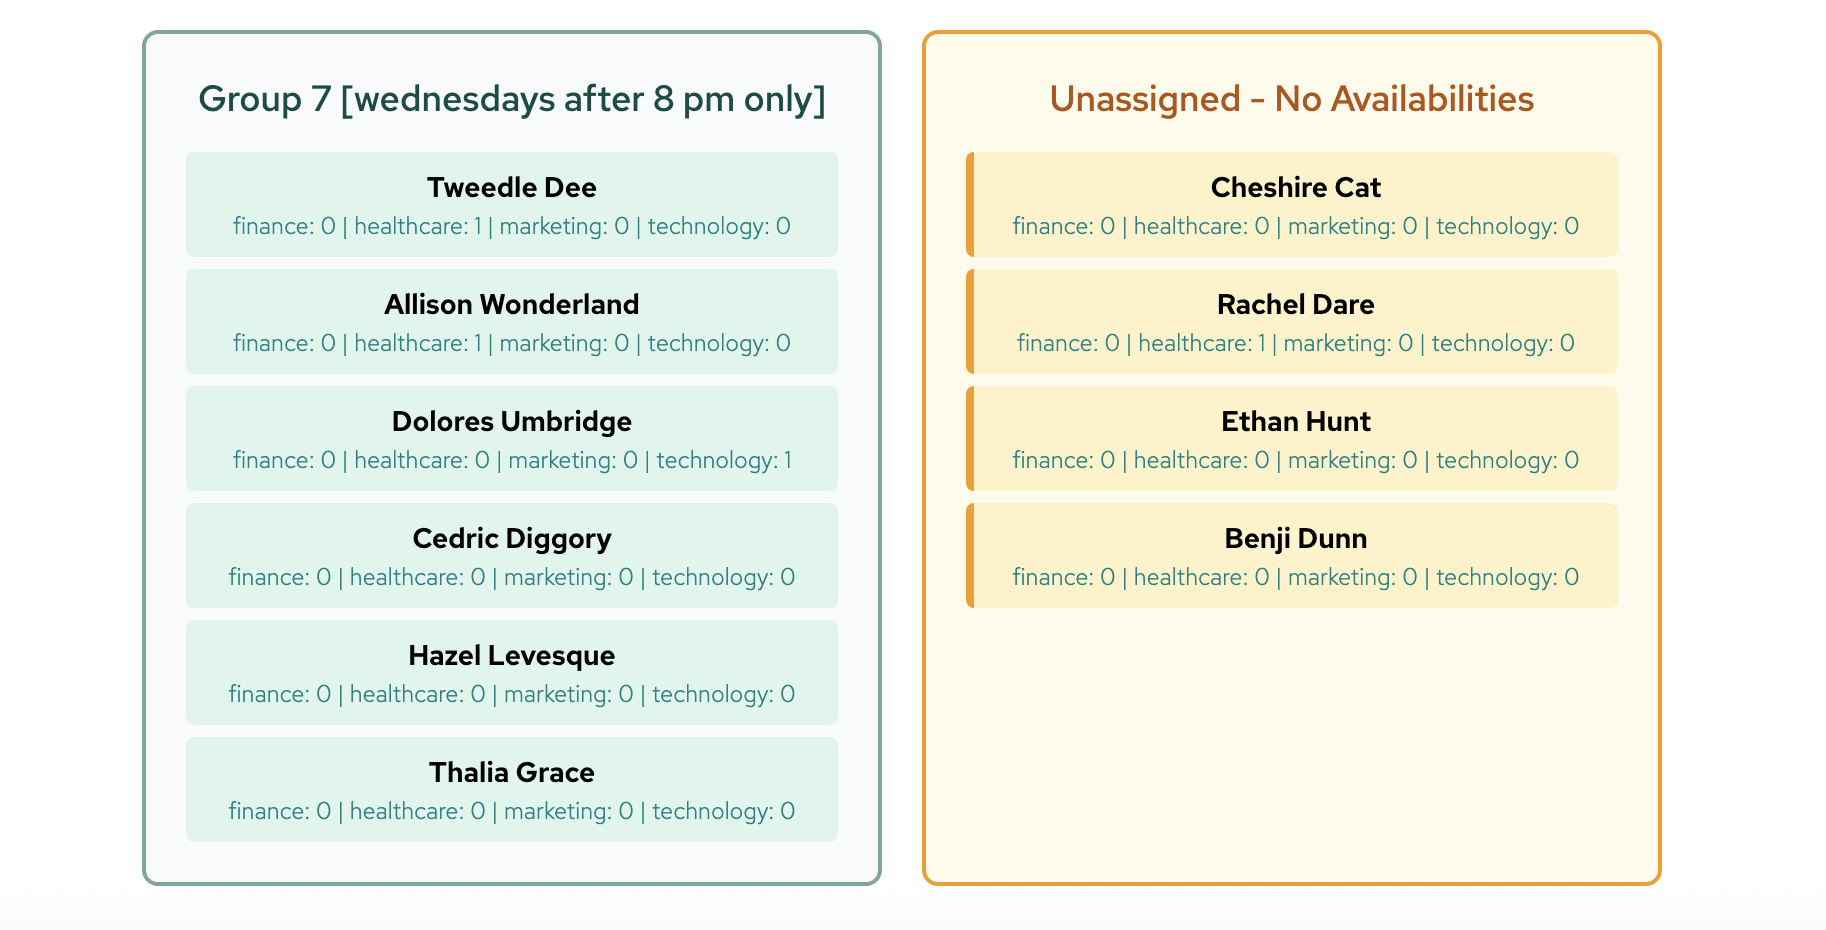 Group 7 [wednesdays after 8 pm only]
Tweedle Dee
finance: 0 | healthcare: 1 | marketing: 0 | technology: 0
Allison Wonderland
finance: 0 | healthcare: 1 | marketing: 0 | technology: 0
Dolores Umbridge
finance: 0 | healthcare: 0 | marketing: 0 | technology: 1
Cedric Diggory
finance: 0 | healthcare: 0 | marketing: 0 | technology: 0
Hazel Levesque
finance: 0 | healthcare: 0 | marketing: 0 | technology: 0
Thalia Grace
finance: 0 | healthcare: 0 | marketing: 0 | technology: 0
Unassigned - No Availabilities
Cheshire Cat
finance: 0 | healthcare: 0 | marketing: 0 | technology: 0
Rachel Dare
finance: 0 | healthcare: 1 | marketing: 0 | technology: 0
Ethan Hunt
finance: 0 | healthcare: 0 | marketing: 0 | technology: 0
Benji Dunn
finance: 0 | healthcare: 0 | marketing: 0 | technology: 0